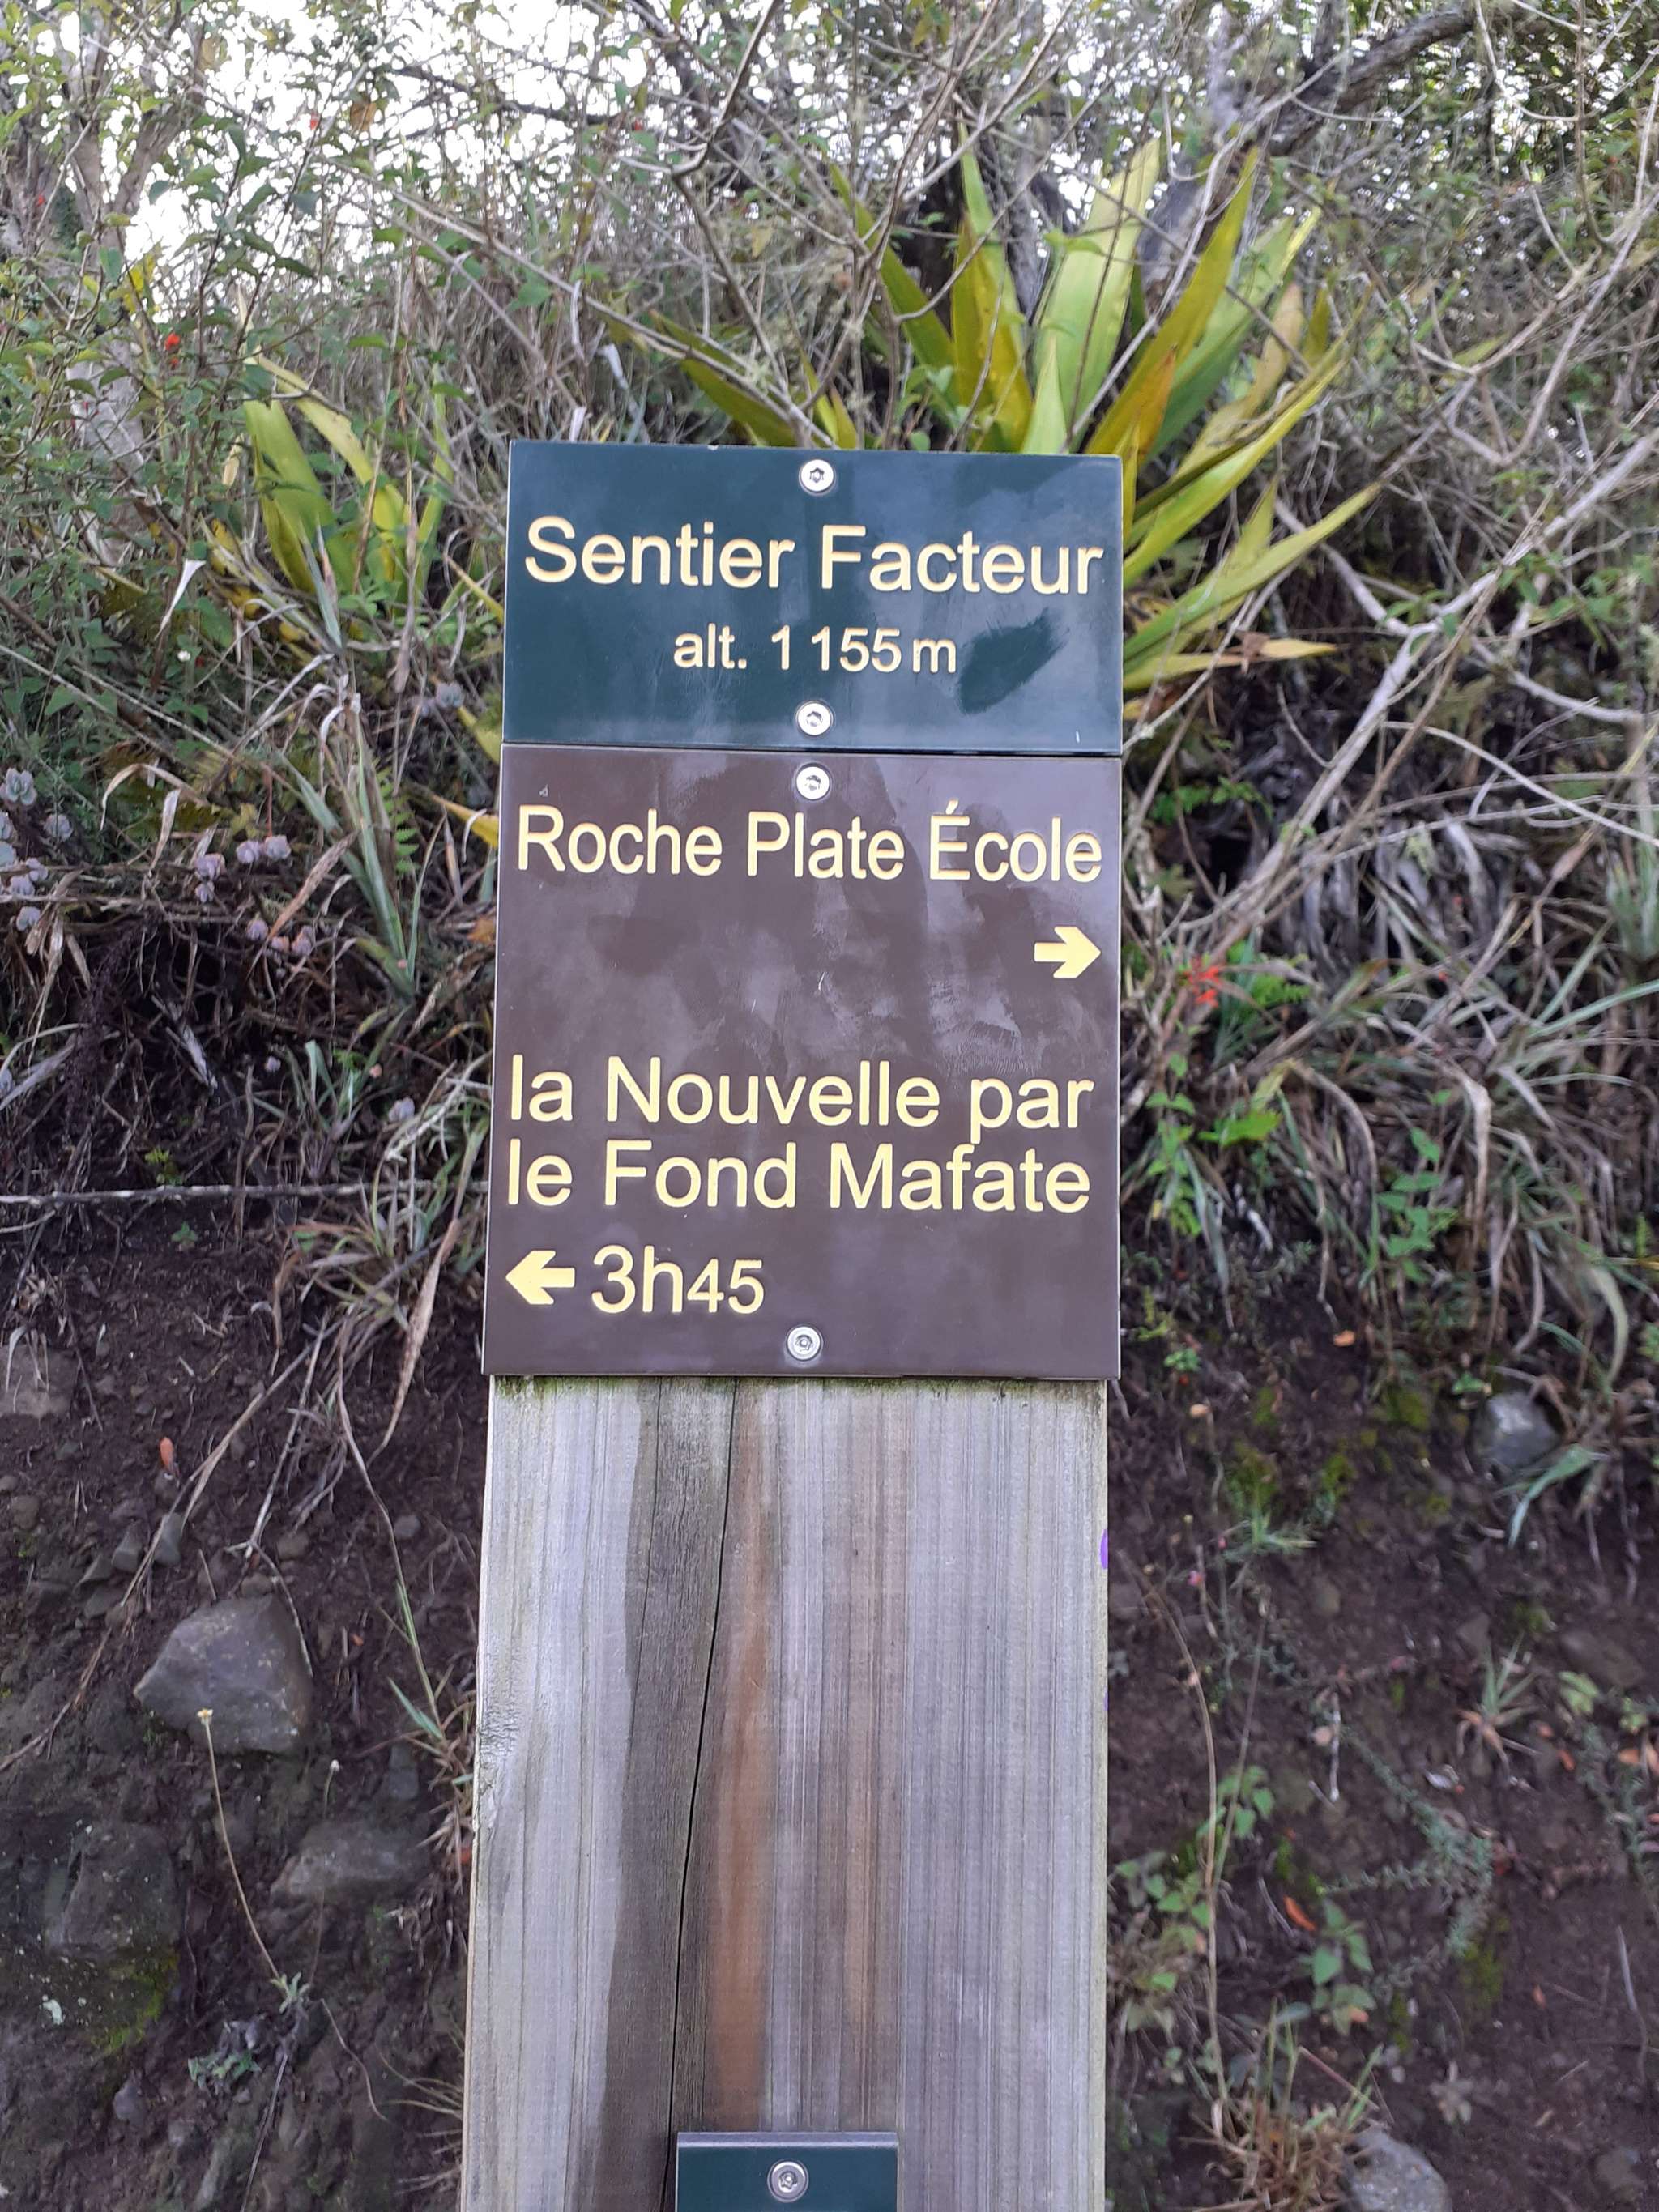 Sentier Facteur
alt. 1 155 m
Roche Plate École
→
la Nouvelle par
le Fond Mafate
← 3h45